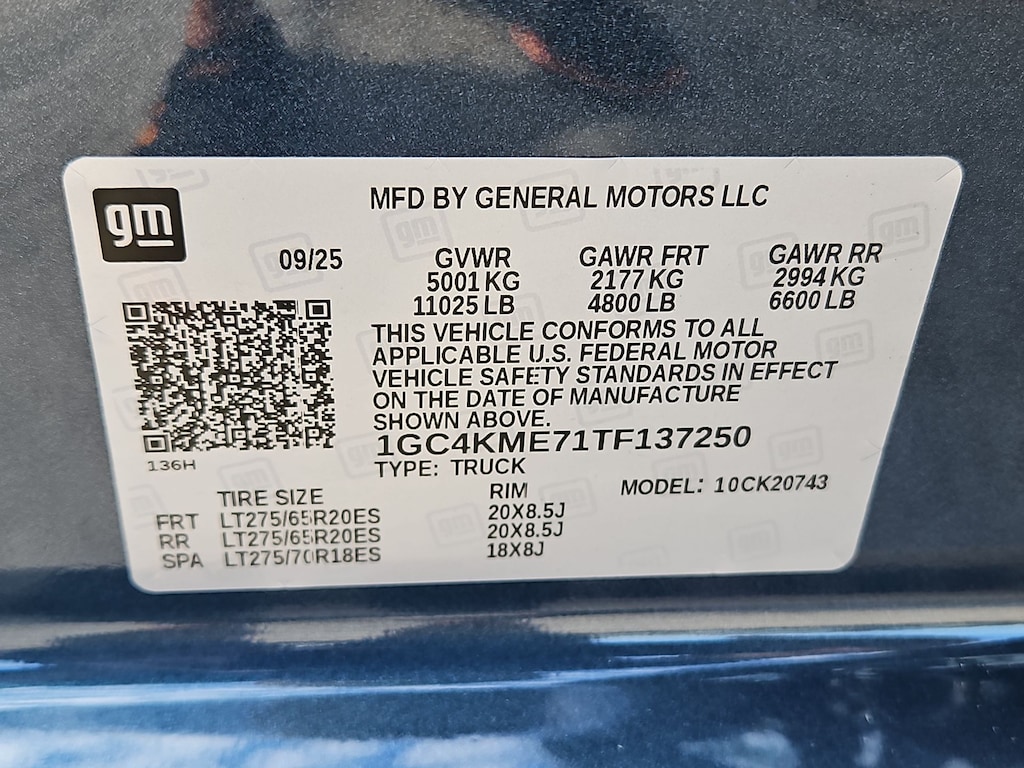 gm
MFD BY GENERAL MOTORS LLC
09/25 GVWR GAWR FRT GAWR RR
5001 KG 2177 KG 2994 KG
11025 LB 4800 LB 6600 LB
THIS VEHICLE CONFORMS TO ALL
APPLICABLE U.S. FEDERAL MOTOR
VEHICLE SAFETY STANDARDS IN EFFECT
ON THE DATE OF MANUFACTURE
SHOWN ABOVE.
1GC4KME71TF137250
136H
TYPE: TRUCK
MODEL: 10CK20743
TIRE SIZE RIM
FRT LT275/65R20ES 20X8.5J
RR LT275/65R20ES 20X8.5J
SPA LT275/70R18ES 18X8J